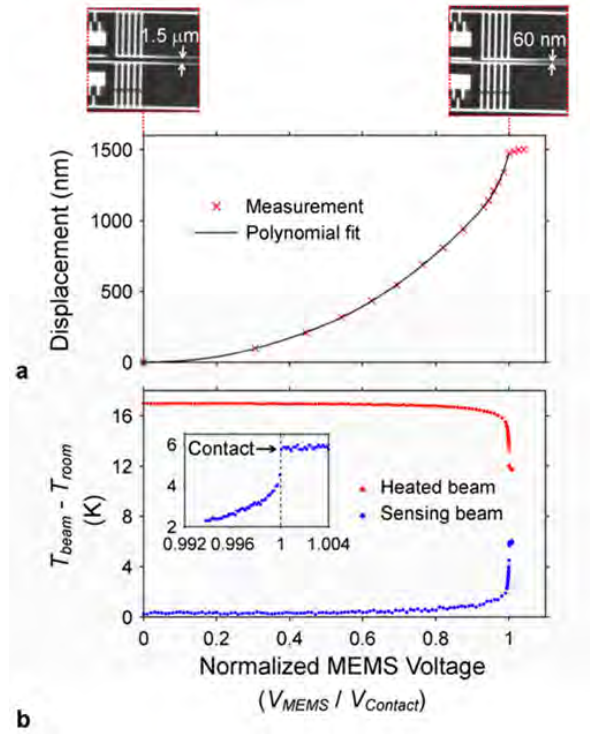 1.5 μm
60 nm
1500
1000
500
0
Displacement (nm)
Measurement
Polynomial fit
a
16
12
8
4
0
T_beam - T_room
(K)
6
4
2
Contact
0.992 0.996 1 1.004
Heated beam
Sensing beam
0 0.2 0.4 0.6 0.8 1
Normalized MEMS Voltage
(V_MEMS / V_Contact)
b